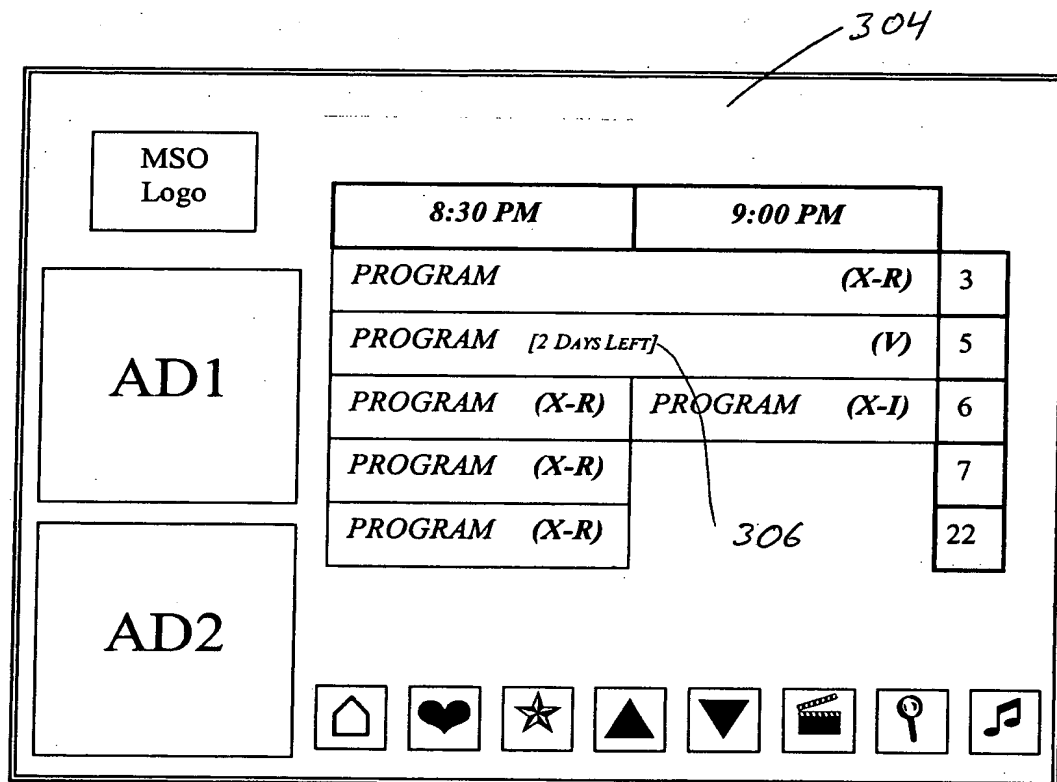 304
MSO
Logo
8:30 PM 9:00 PM
PROGRAM (X-R) 3
PROGRAM [2 DAYS LEFT] (V) 5
PROGRAM (X-R) PROGRAM (X-I) 6
PROGRAM (X-R) 7
PROGRAM (X-R) 22
306
AD1
AD2